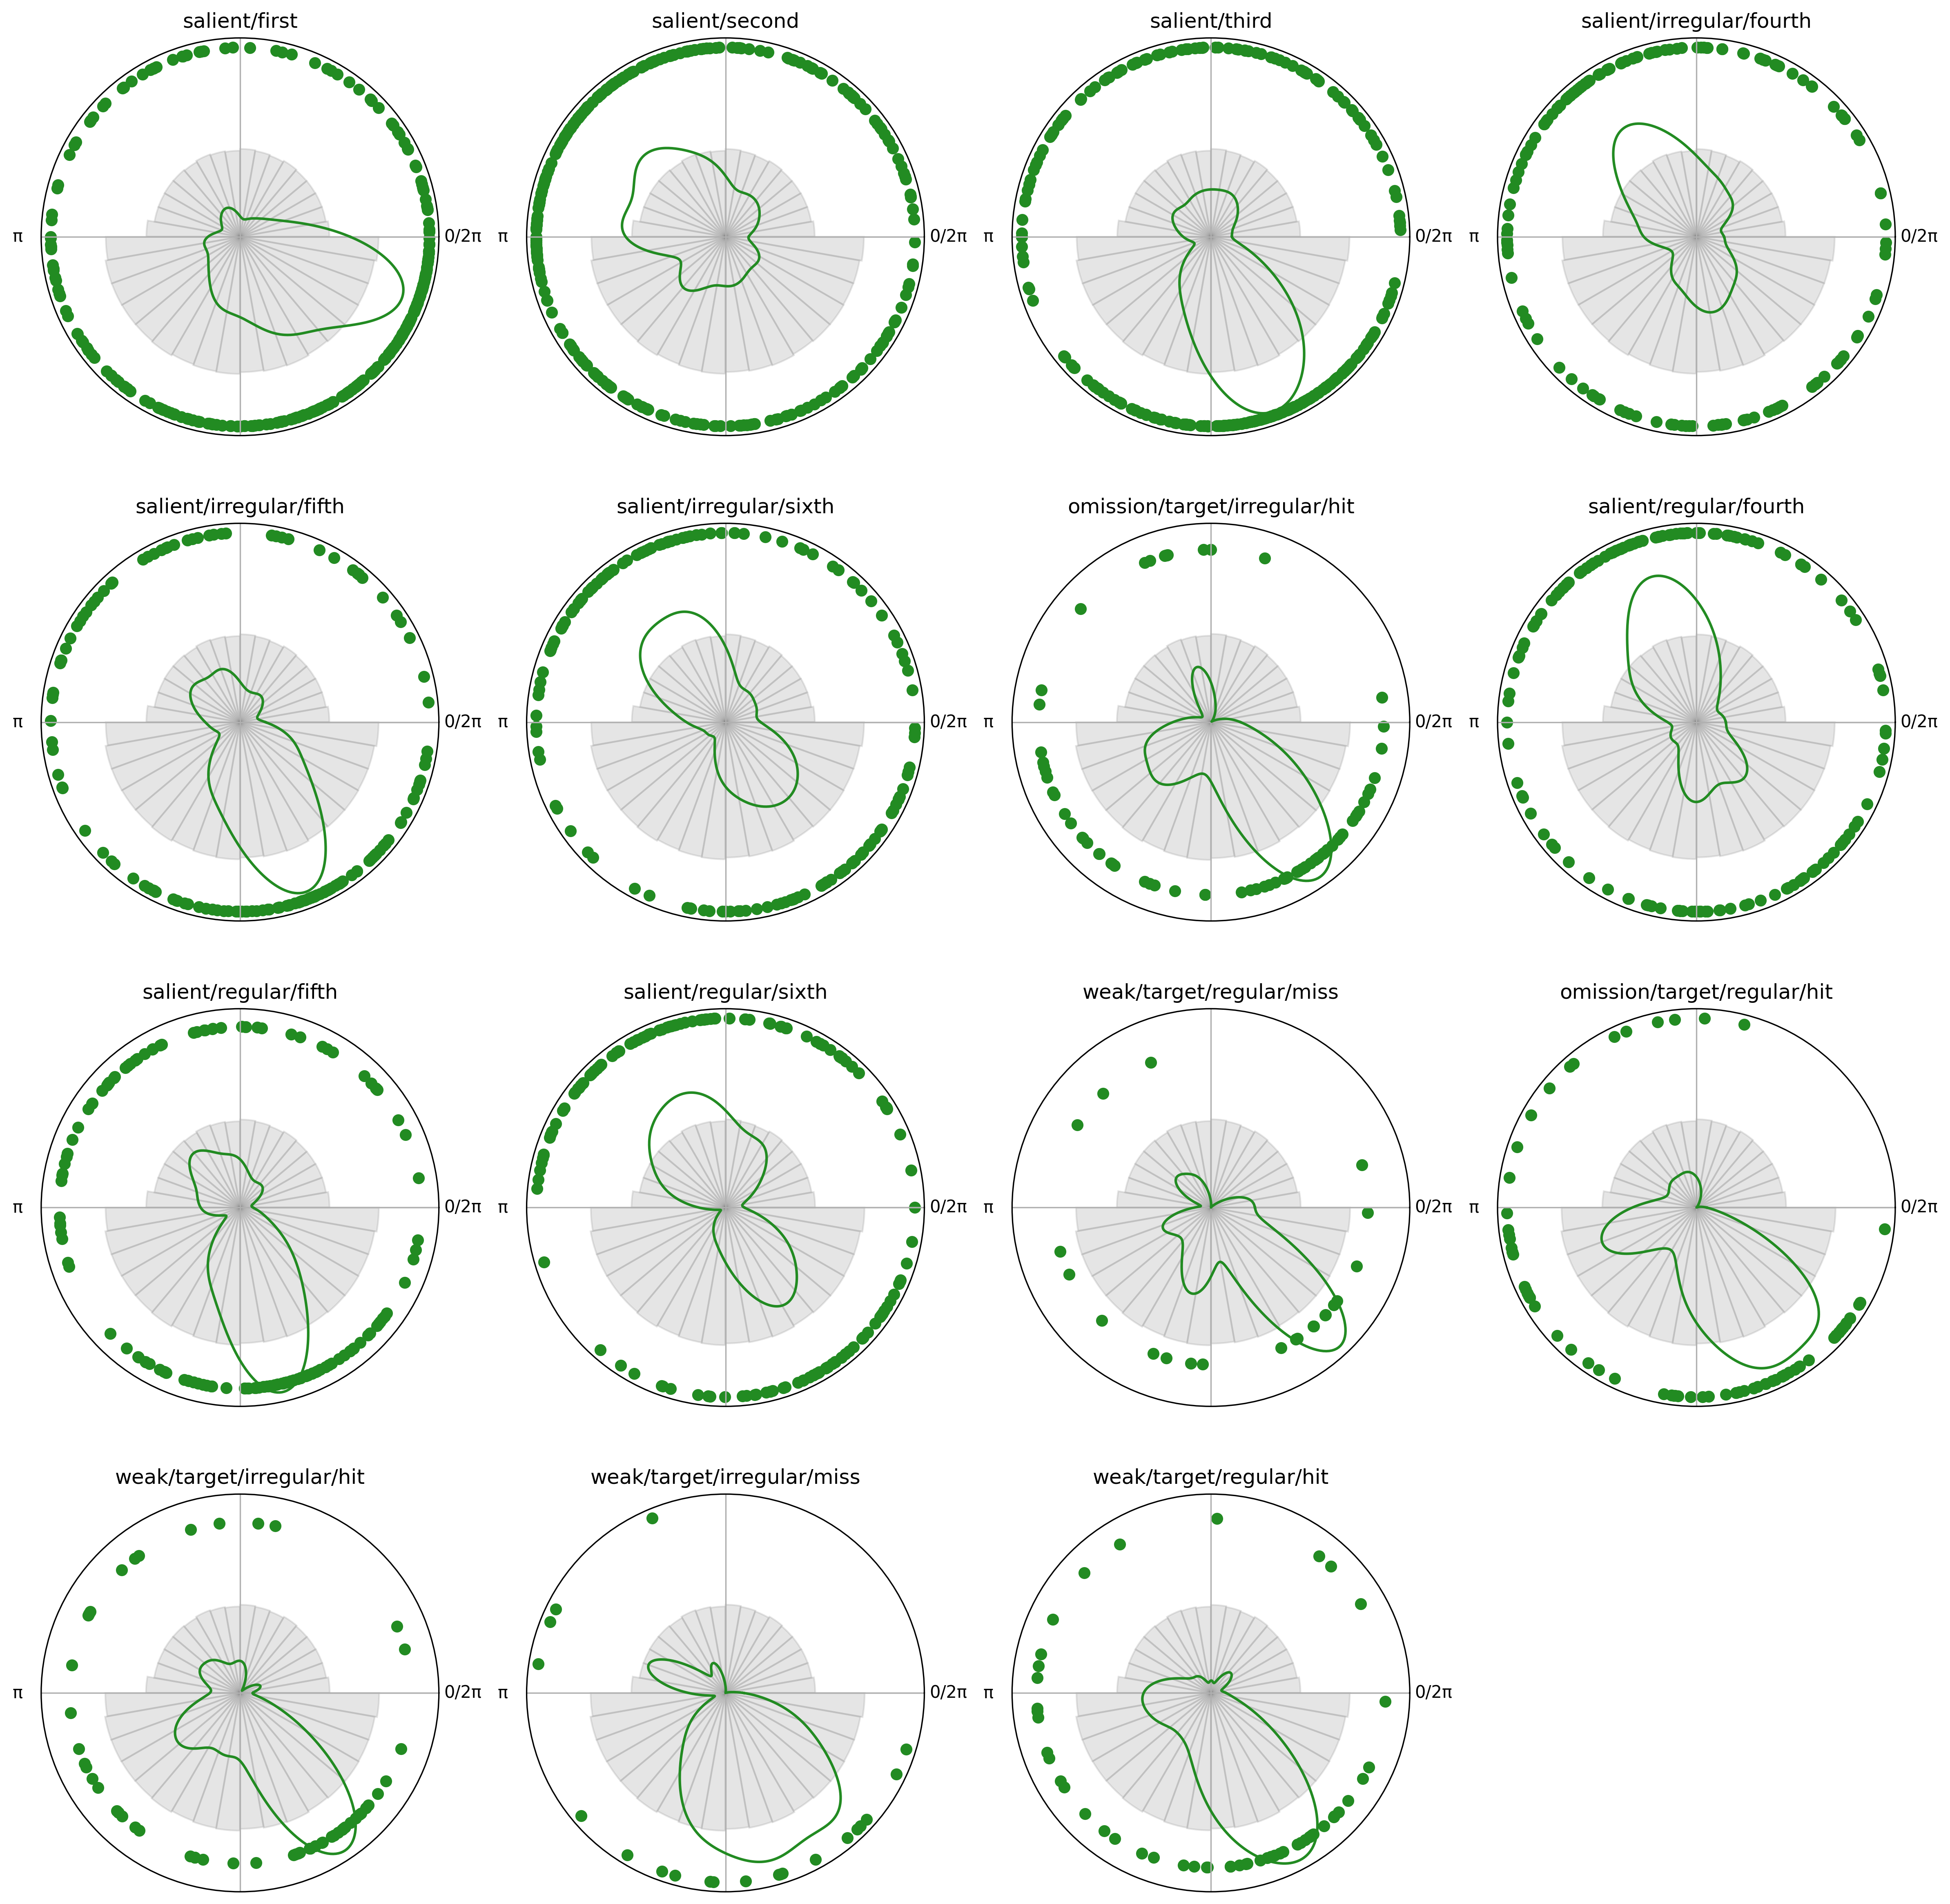 salient/first
salient/second
salient/third
salient/irregular/fourth
π
0/2π
π
0/2π
π
0/2π
π
0/2π
salient/irregular/fifth
salient/irregular/sixth
omission/target/irregular/hit
salient/regular/fourth
π
0/2π
π
0/2π
π
0/2π
π
0/2π
salient/regular/fifth
salient/regular/sixth
weak/target/regular/miss
omission/target/regular/hit
π
0/2π
π
0/2π
π
0/2π
π
0/2π
weak/target/irregular/hit
weak/target/irregular/miss
weak/target/regular/hit
π
0/2π
π
0/2π
π
0/2π